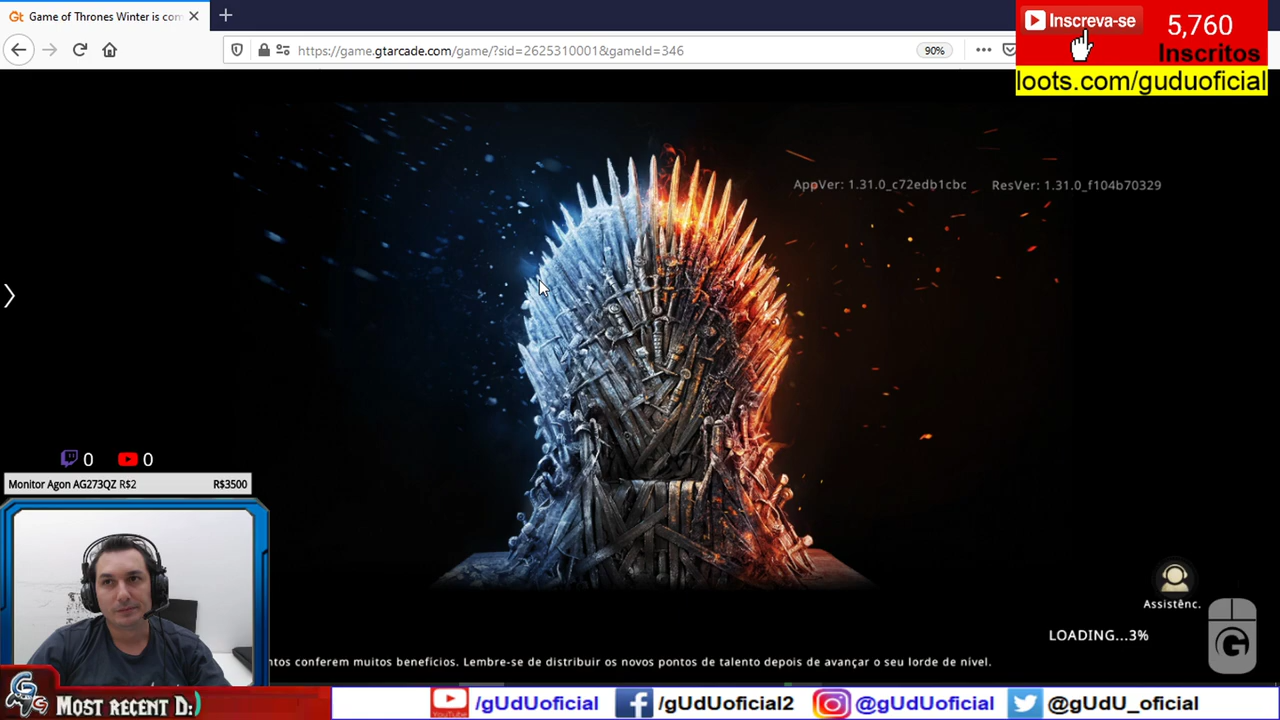 Gt Game of Thrones Winter is com
https://game.gtarcade.com/game/?sid=2625310001&gameId=346
90%
Inscreva-se
5,760
Inscritos
loots.com/guduoficial
AppVer: 1.31.0_c72edb1cbc ResVer: 1.31.0_f104b70329
0 0
Monitor Agon AG273QZ R$2 R$3500
Assistênc.
LOADING...3%
ntos conferem muitos benefícios. Lembre-se de distribuir os novos pontos de talento depois de avançar o seu lorde de nível.
Most recent D:)
YouTube /gUdUoficial /gUdUoficial2 @gUdUoficial @gUdU_oficial